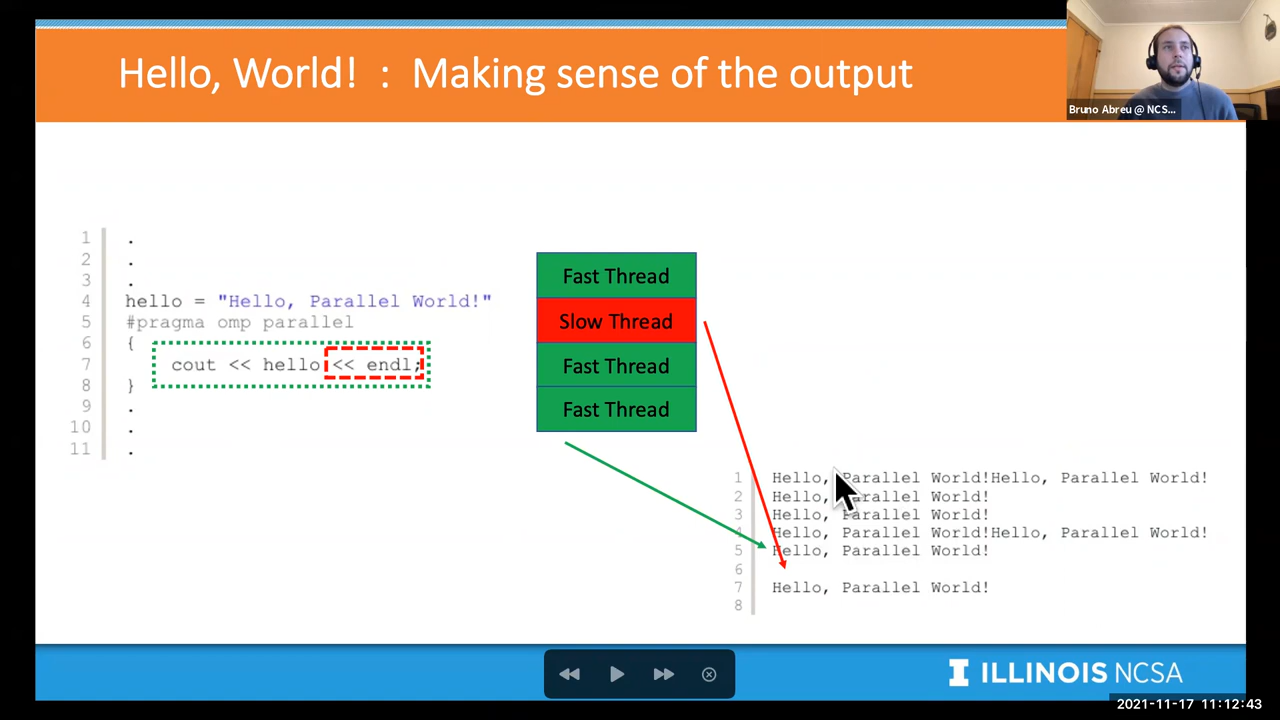 Hello, World! : Making sense of the output
Bruno Abreu @ NCS...
1 .
2 .
3 .
4 hello = "Hello, Parallel World!"
5 #pragma omp parallel
6 {
7 cout << hello << endl;
8 }
9 .
10 .
11 .
Fast Thread
Slow Thread
Fast Thread
Fast Thread
1 Hello, Parallel World!Hello, Parallel World!
2 Hello, Parallel World!
3 Hello, Parallel World!
4 Hello, Parallel World!Hello, Parallel World!
5 Hello, Parallel World!
6
7 Hello, Parallel World!
8
I ILLINOIS NCSA
2021-11-17 11:12:43